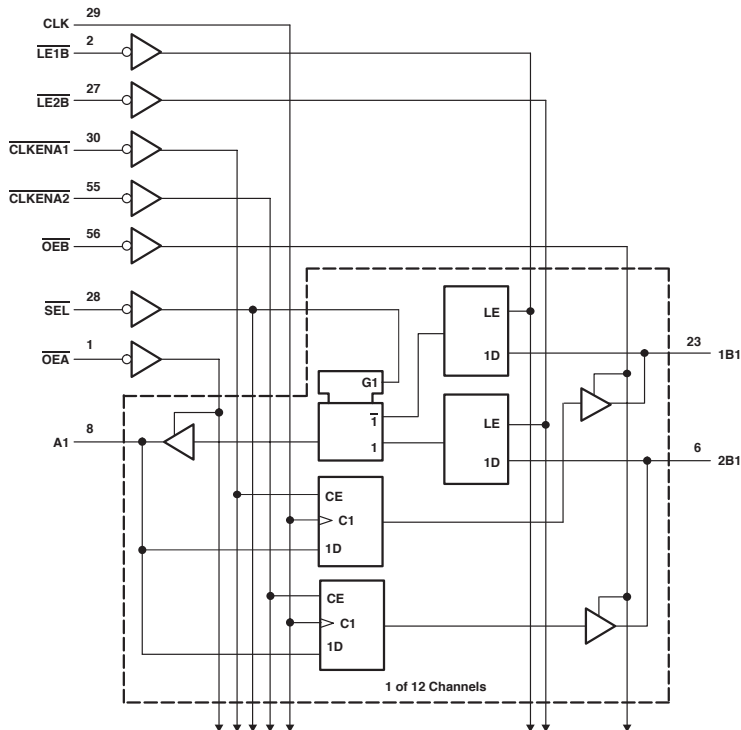 CLK
29
LE1B
2
LE2B
27
CLKENA1
30
CLKENA2
55
OEB
56
SEL
28
OEA
1
A1
8
G1
1
1
LE
1D
23
1B1
LE
1D
6
2B1
CE
C1
1D
CE
C1
1D
1 of 12 Channels